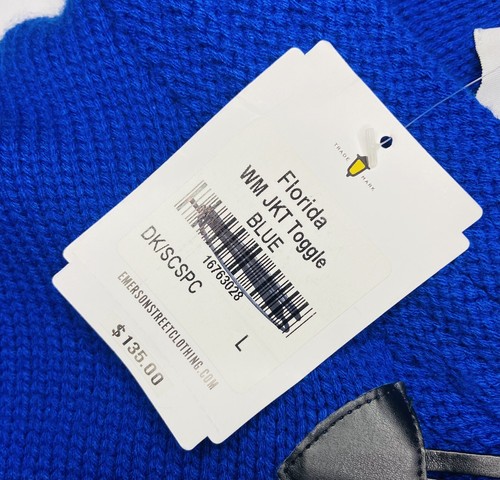 TRADE MARK
Florida
WM JKT Toggle
BLUE
16763028
DK/SCSPC
L
EMERSONSTREETCLOTHING.COM
$135.00